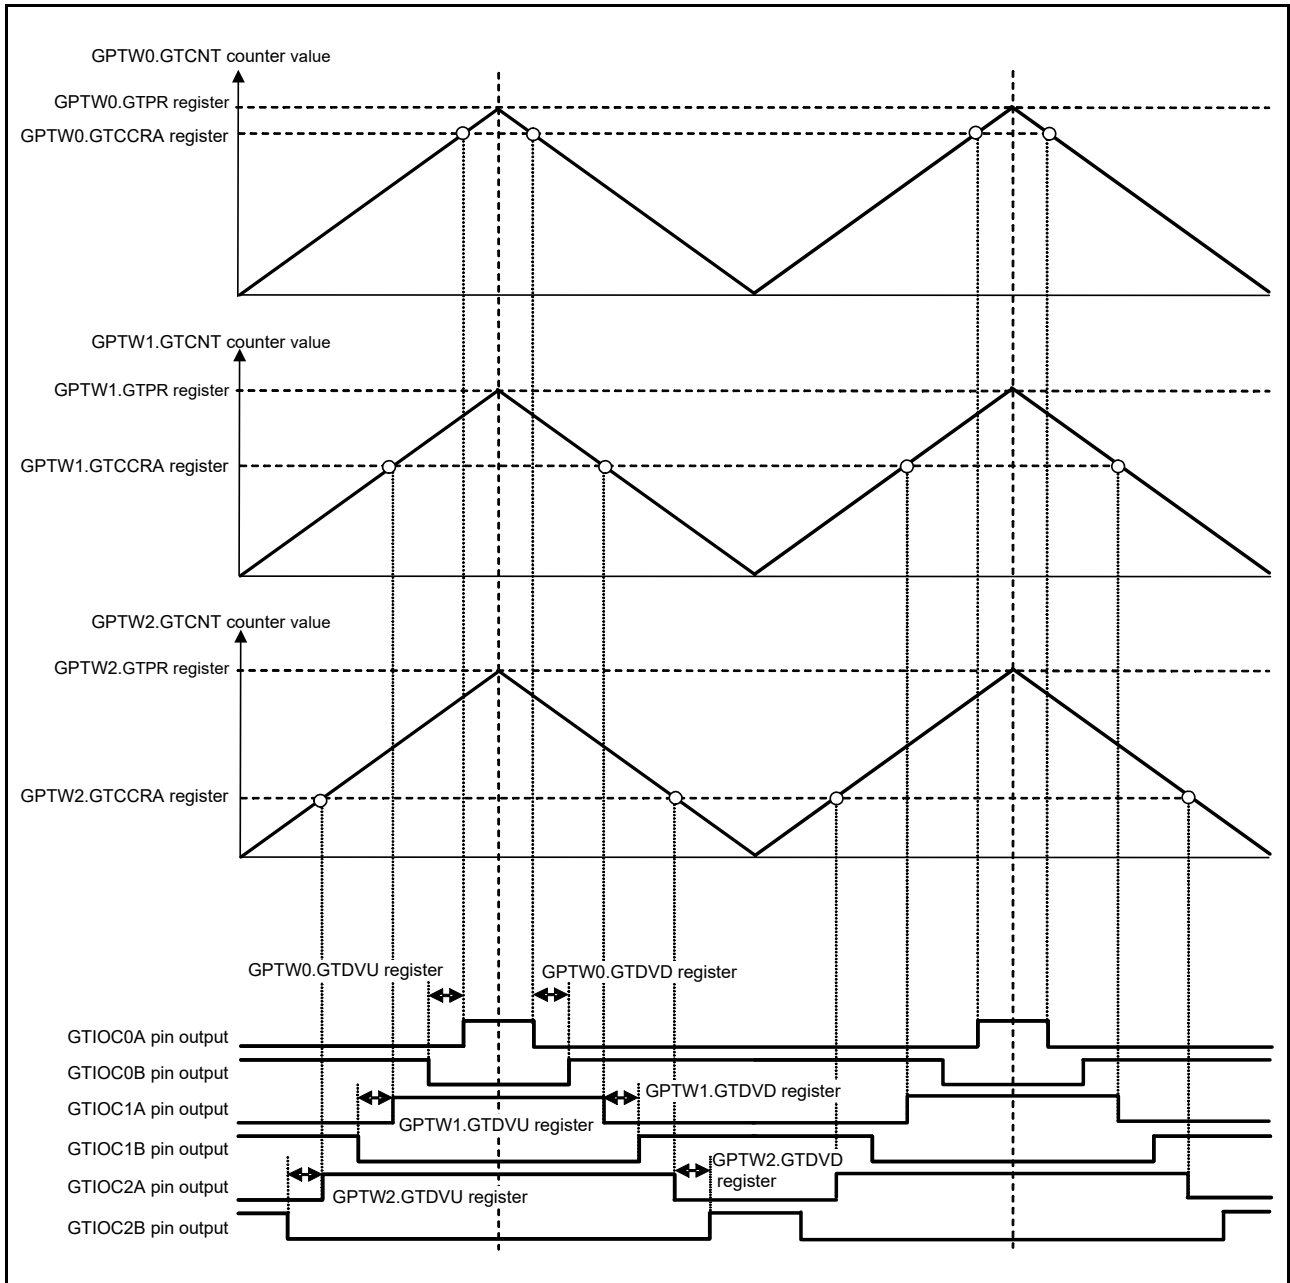 GPTW0.GTCNT counter value
GPTW0.GTPR register
GPTW0.GTCCRA register
GPTW1.GTCNT counter value
GPTW1.GTPR register
GPTW1.GTCCRA register
GPTW2.GTCNT counter value
GPTW2.GTPR register
GPTW2.GTCCRA register
GPTW0.GTDVU register
GPTW0.GTDVD register
GTIOC0A pin output
GTIOC0B pin output
GPTW1.GTDVD register
GTIOC1A pin output
GPTW1.GTDVU register
GTIOC1B pin output
GPTW2.GTDVD
register
GTIOC2A pin output
GPTW2.GTDVU register
GTIOC2B pin output